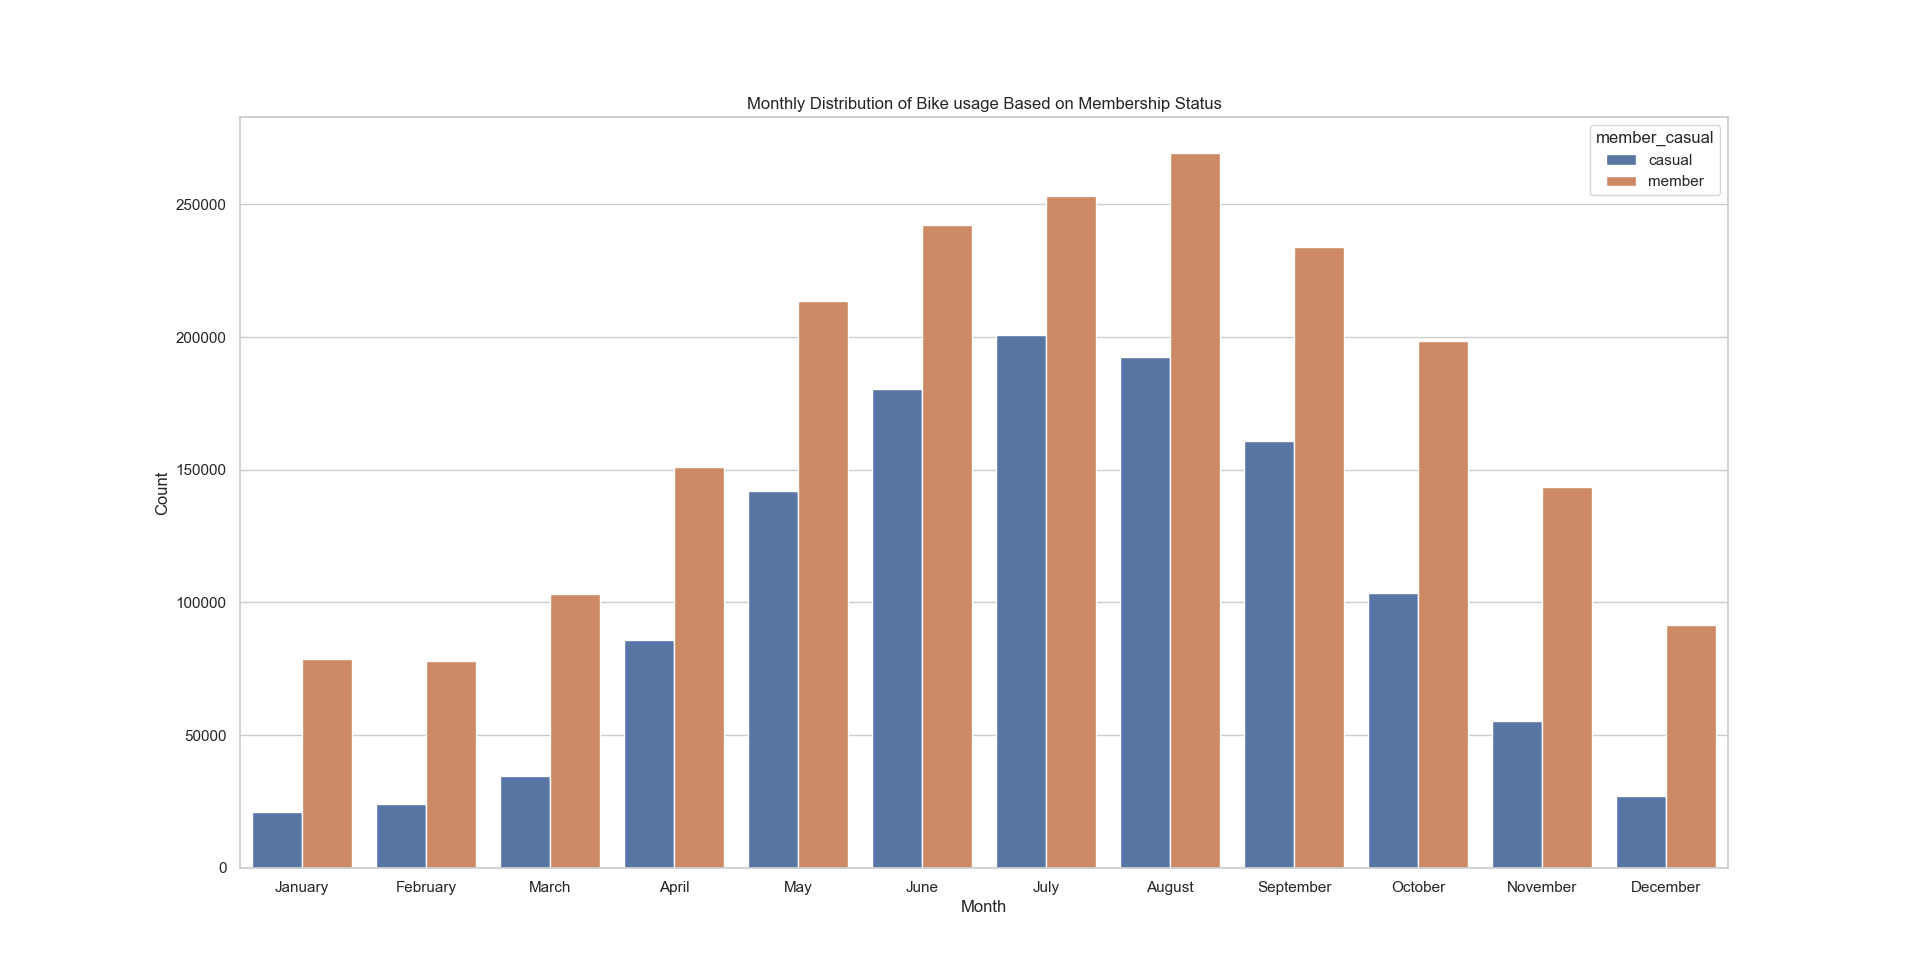 Monthly Distribution of Bike usage Based on Membership Status
member_casual
casual
member
250000
200000
150000
100000
50000
0
Count
January February March April May June July August September October November December
Month